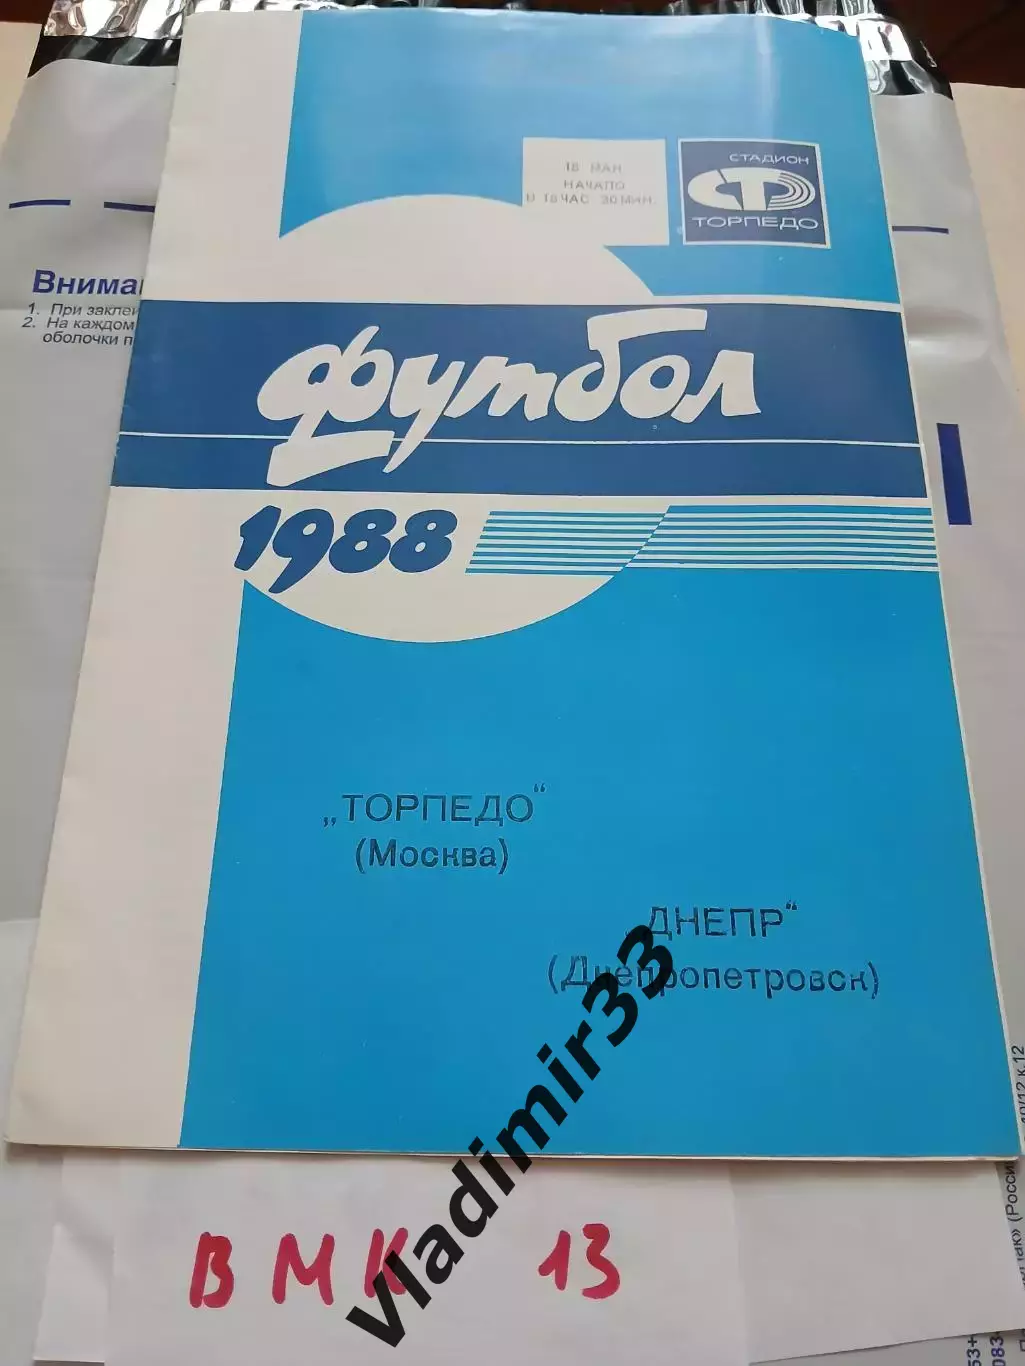 СТАДИОН
ТОРПЕДО
18 МАЯ
НАЧАЛО
В 18 ЧАС 30 МИН.
Внима
1. При заклеи
2. На каждом
оболочки п
футбол
1988
„ТОРПЕДО“
(Москва)
„ДНЕПР“
(Днепропетровск)
Vladimir33
ВМК 13